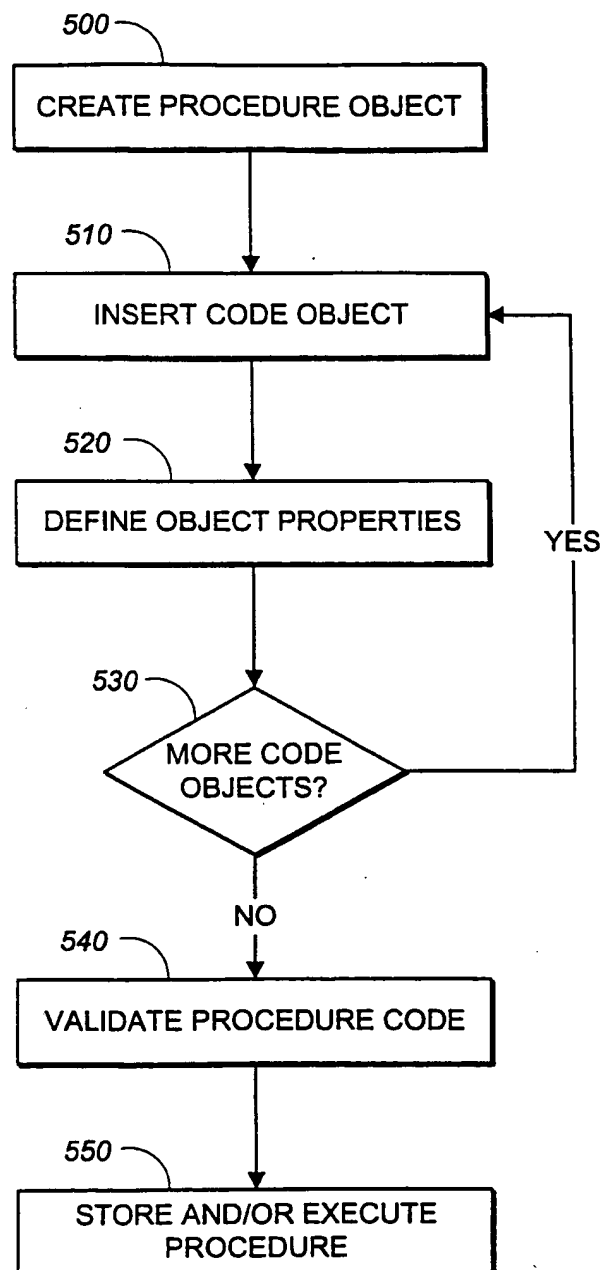 500
CREATE PROCEDURE OBJECT
510
INSERT CODE OBJECT
520
DEFINE OBJECT PROPERTIES
YES
530
MORE CODE
OBJECTS?
NO
540
VALIDATE PROCEDURE CODE
550
STORE AND/OR EXECUTE
PROCEDURE